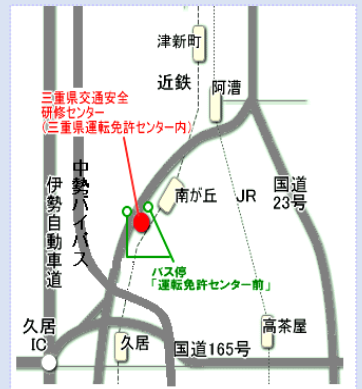 津新町
近鉄
阿漕
三重県交通安全
研修センター
(三重県運転免許センター内)
中勢バイパス
伊勢自動車道
南が丘
JR
国道
23号
バス停
「運転免許センター前」
久居
IC
久居
国道165号
高茶屋